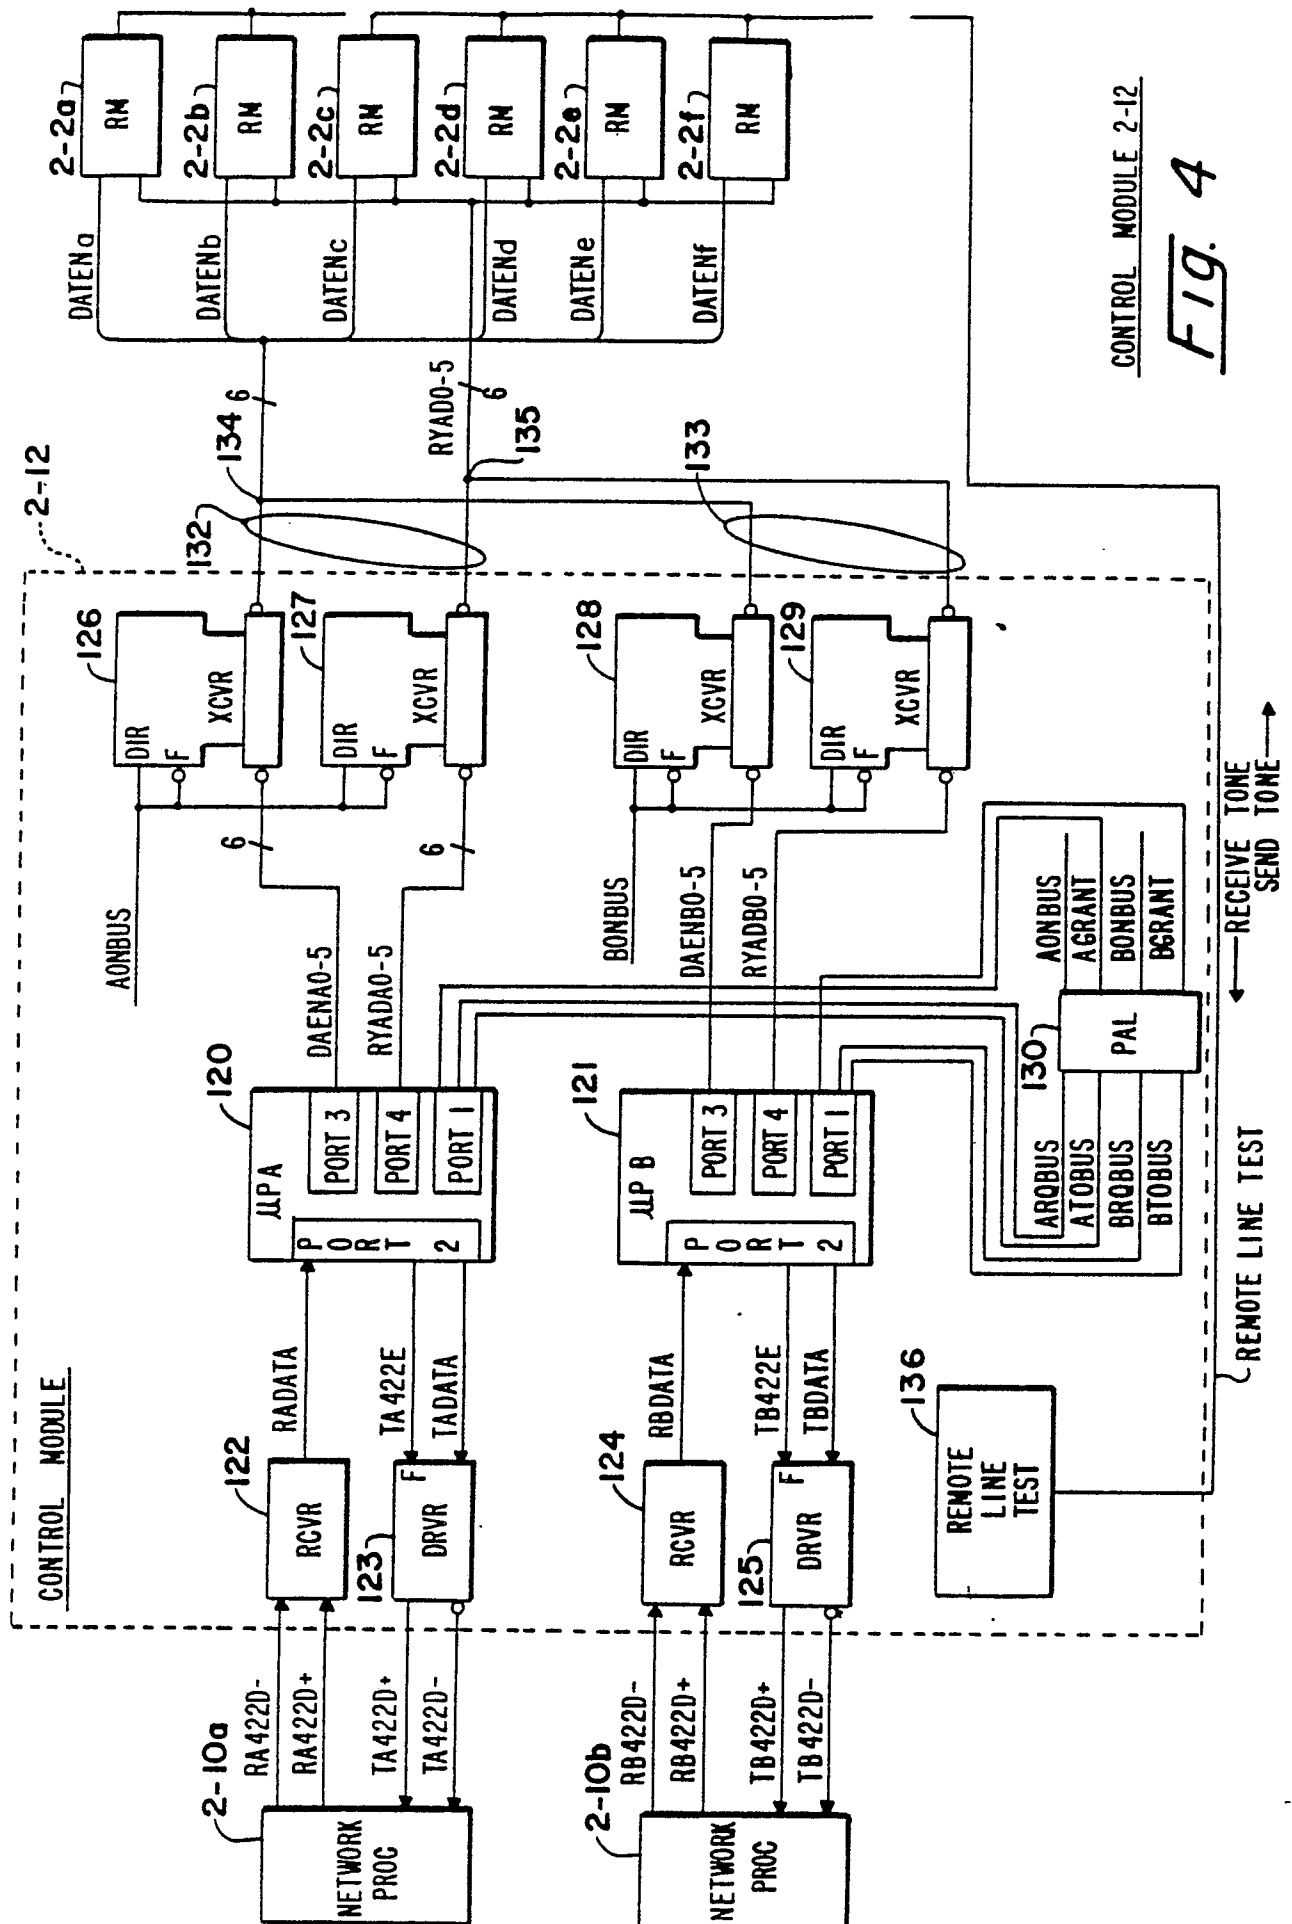 CONTROL MODULE
2-12
2-10a
NETWORK
PROC
RA422D-
RA422D+
TA422D+
TA422D-
122
RCVR
123
DRVR
F
RADATA
TA422E
TADATA
120
µP A
PORT 2
PORT 3
PORT 4
PORT 1
DAENA0-5
RYADA0-5
AONBUS
6
6
126
DIR
F
XCVR
127
DIR
F
XCVR
132
134
6
RYAD0-5
6
135
133
DATENa
DATENb
DATENc
DATENd
DATENe
DATENf
2-2a
RM
2-2b
RM
2-2c
RM
2-2d
RM
2-2e
RM
2-2f
RM
2-10b
NETWORK
PROC
RB422D-
RB422D+
TB422D+
TB422D-
124
RCVR
125
DRVR
F
RBDATA
TB422E
TBDATA
121
µP B
PORT 2
PORT 3
PORT 4
PORT 1
BONBUS
DAENB0-5
RYADB0-5
128
DIR
F
XCVR
129
DIR
F
XCVR
136
REMOTE
LINE
TEST
ARQBUS
ATOBUS
BRQBUS
BTOBUS
130
PAL
AONBUS
AGRANT
BONBUS
BGRANT
REMOTE LINE TEST
RECEIVE TONE
SEND TONE
CONTROL MODULE 2-12
Fig. 4